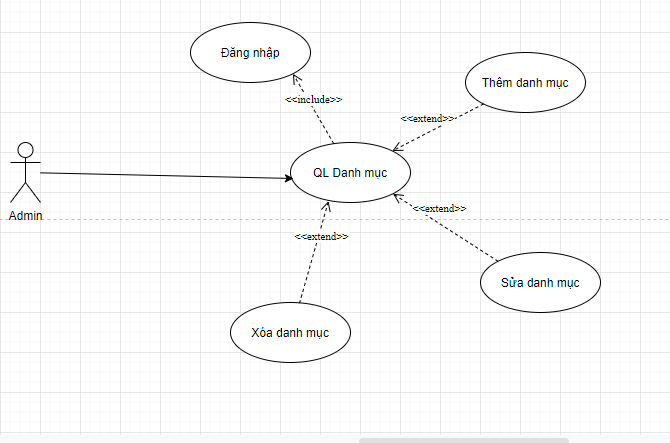 Đăng nhập
Thêm danh mục
<<include>>
<<extend>>
QL Danh mục
Admin
<<extend>>
<<extend>>
Sửa danh mục
Xóa danh mục